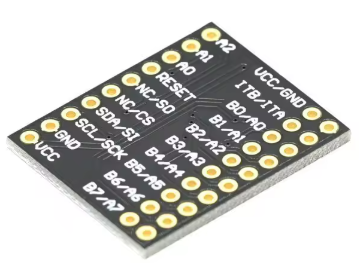 VCC
GND
SCL/SCK
SDA/SI
NC/CS
NC/SO
RESET
A0
A1
A2
VCC/GND
ITB/ITA
B0/A0
B1/A1
B2/A2
B3/A3
B4/A4
B5/A5
B6/A6
B7/A7